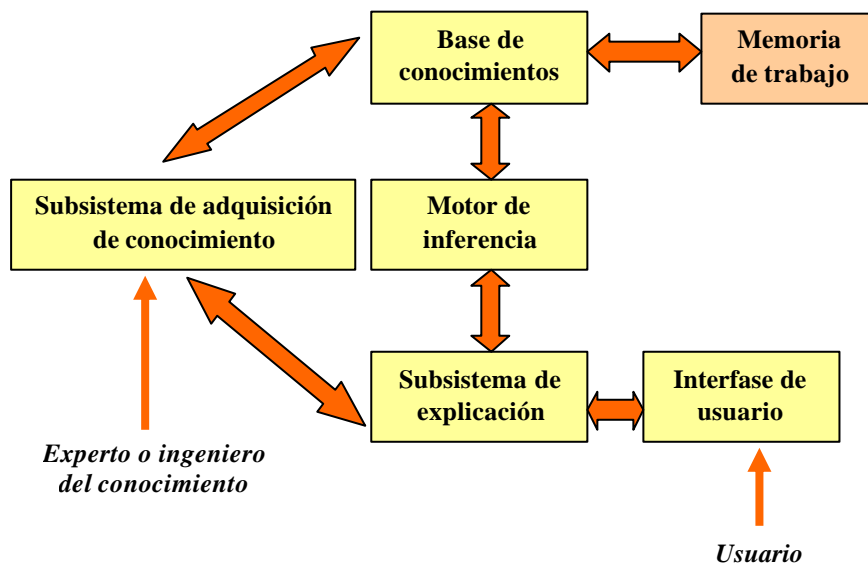 Base de
conocimientos
Memoria
de trabajo
Subsistema de adquisición
de conocimiento
Motor de
inferencia
Subsistema de
explicación
Interfase de
usuario
Experto o ingeniero
del conocimiento
Usuario